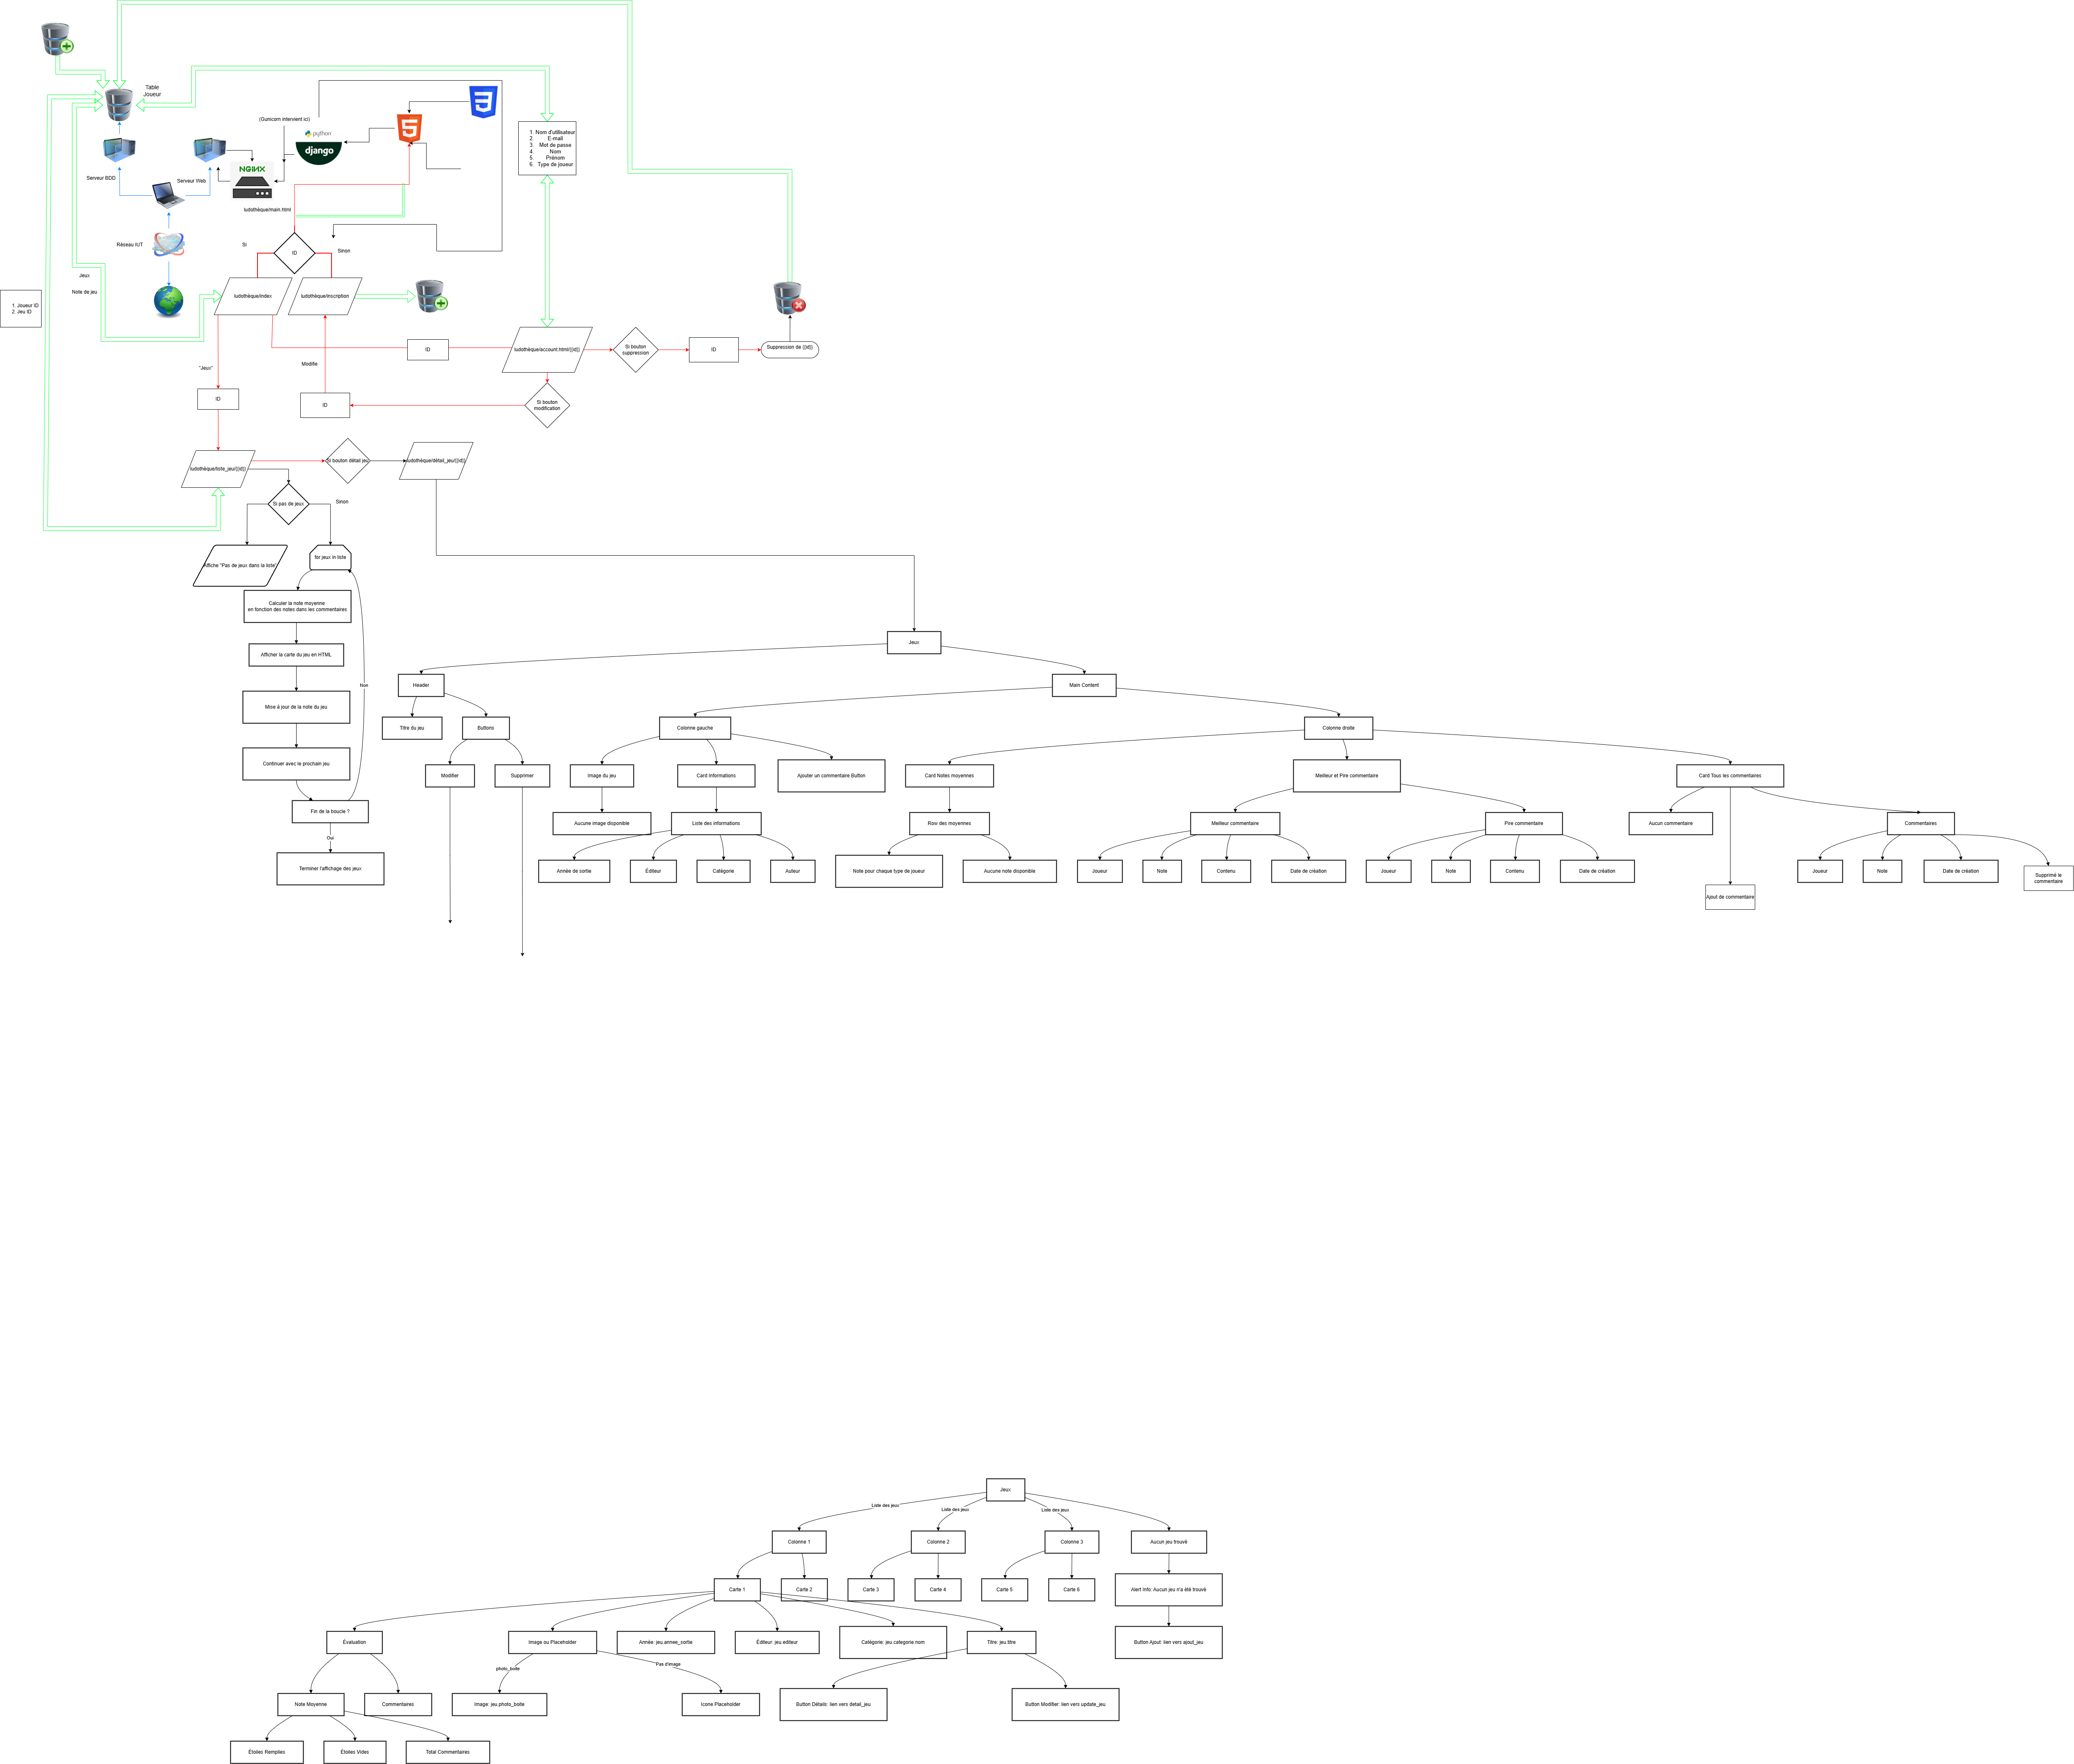 Table
Joueur
(Gunicorn intervient ici)
python
django
NGINX
1. Nom d'utilisateur
2. E-mail
3. Mot de passe
4. Nom
5. Prénom
6. Type de joueur
Serveur BDD
Serveur Web
ludothèque/main.html
Réseau IUT
Si
ID
Sinon
Jeux
Note de jeu
1. Joueur ID
2. Jeu ID
ludothèque/index
ludothèque/inscription
ID
ludothèque/account.html/{{id}}
Si bouton
suppression
ID
Suppression de {{id}}
"Jeux"
Modifie
ID
ID
Si bouton
modification
ludothèque/liste_jeu/{{id}}
Si bouton détail jeu
ludothèque/détail_jeu/{{id}}
Si pas de jeux
Sinon
Affiche "Pas de jeux dans la liste"
for jeux in liste
Calculer la note moyenne
en fonction des notes dans les commentaires
Afficher la carte du jeu en HTML
Mise à jour de la note du jeu
Continuer avec le prochain jeu
Non
Fin de la boucle ?
Oui
Terminer l'affichage des jeux
Jeux
Header
Main Content
Titre du jeu
Buttons
Colonne gauche
Colonne droite
Modifier
Supprimer
Image du jeu
Card Informations
Ajouter un commentaire Button
Card Notes moyennes
Meilleur et Pire commentaire
Card Tous les commentaires
Aucune image disponible
Liste des informations
Row des moyennes
Meilleur commentaire
Pire commentaire
Aucun commentaire
Commentaires
Année de sortie
Éditeur
Catégorie
Auteur
Note pour chaque type de joueur
Aucune note disponible
Joueur
Note
Contenu
Date de création
Joueur
Note
Contenu
Date de création
Joueur
Note
Date de création
Supprimé le
commentaire
Ajout de commentaire
Jeux
Liste des jeux
Liste des jeux
Liste des jeux
Colonne 1
Colonne 2
Colonne 3
Aucun jeu trouvé
Carte 1
Carte 2
Carte 3
Carte 4
Carte 5
Carte 6
Alert Info: Aucun jeu n'a été trouvé
Évaluation
Image ou Placeholder
Année: jeu.annee_sortie
Éditeur: jeu.editeur
Catégorie: jeu.categorie.nom
Titre: jeu.titre
Button Ajout: lien vers ajout_jeu
photo_boite
Pas d'image
Note Moyenne
Commentaires
Image: jeu.photo_boite
Icone Placeholder
Button Détails: lien vers detail_jeu
Button Modifier: lien vers update_jeu
Étoiles Remplies
Étoiles Vides
Total Commentaires